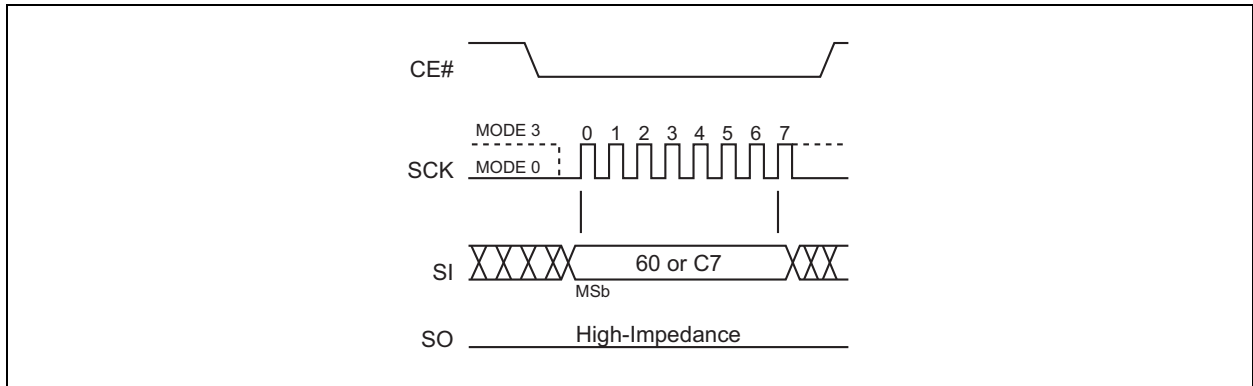 CE#
MODE 3
0 1 2 3 4 5 6 7
SCK
MODE 0
SI
60 or C7
MSb
SO
High-Impedance